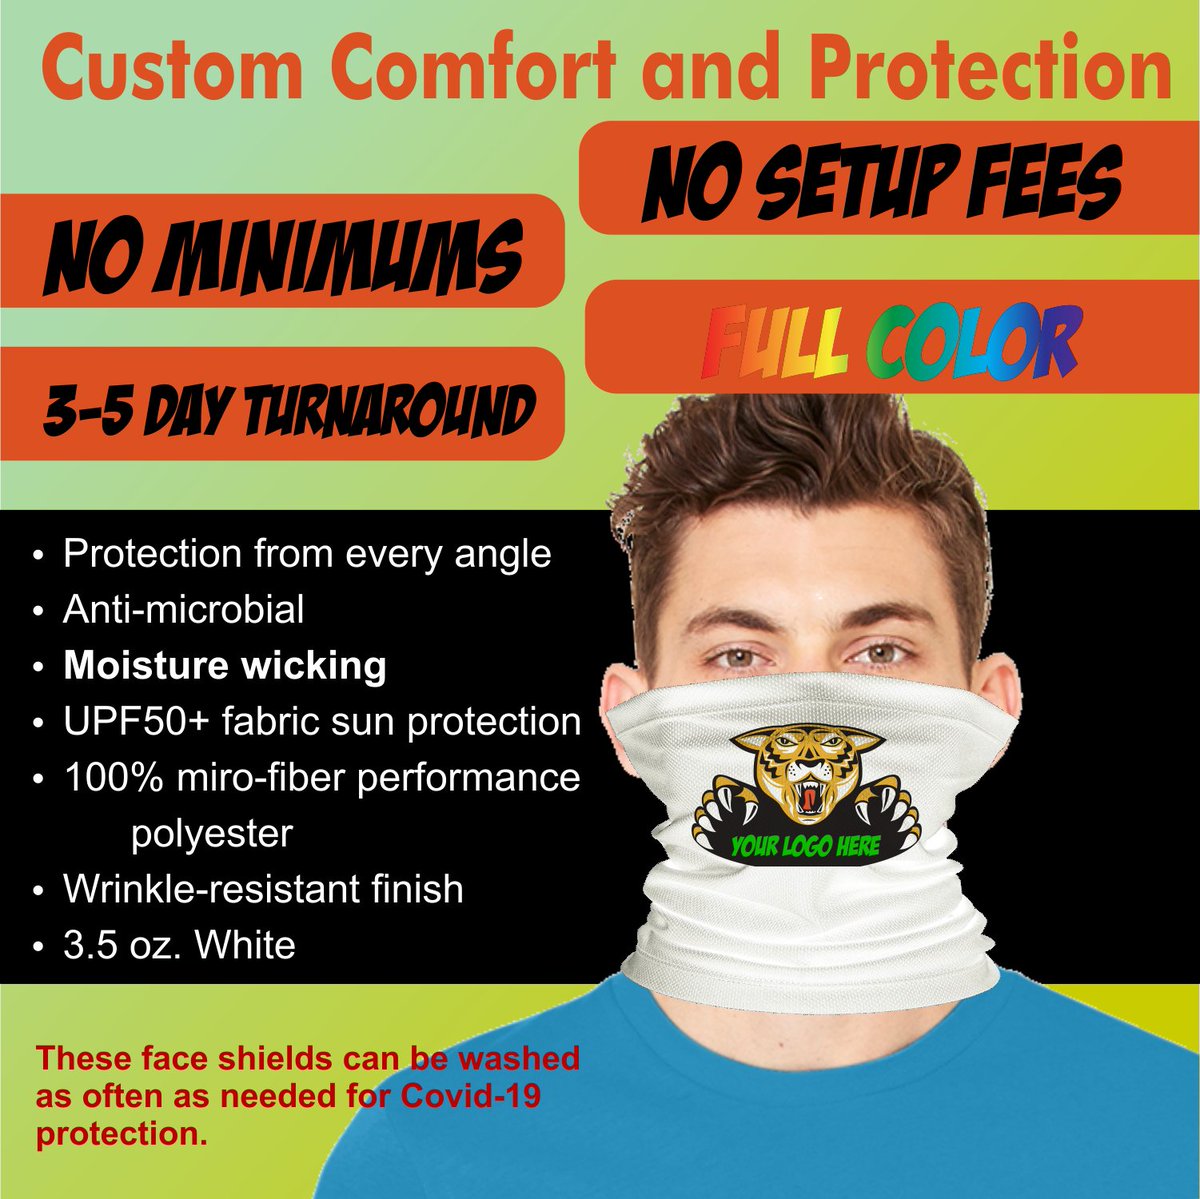 Custom Comfort and Protection
NO SETUP FEES
NO MINIMUMS
FULL COLOR
3-5 DAY TURNAROUND
• Protection from every angle
• Anti-microbial
• Moisture wicking
• UPF50+ fabric sun protection
• 100% miro-fiber performance
polyester
• Wrinkle-resistant finish
• 3.5 oz. White
YOUR LOGO HERE
These face shields can be washed
as often as needed for Covid-19
protection.